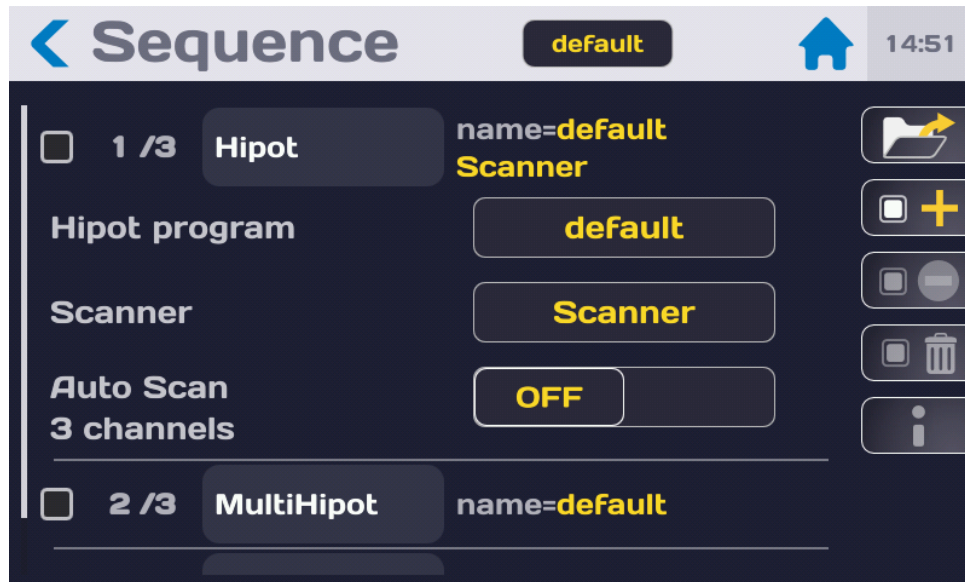 Sequence
default
14:51
1 /3
Hipot
name=default
Scanner
Hipot program
default
Scanner
Scanner
Auto Scan
3 channels
OFF
2 /3
MultiHipot
name=default